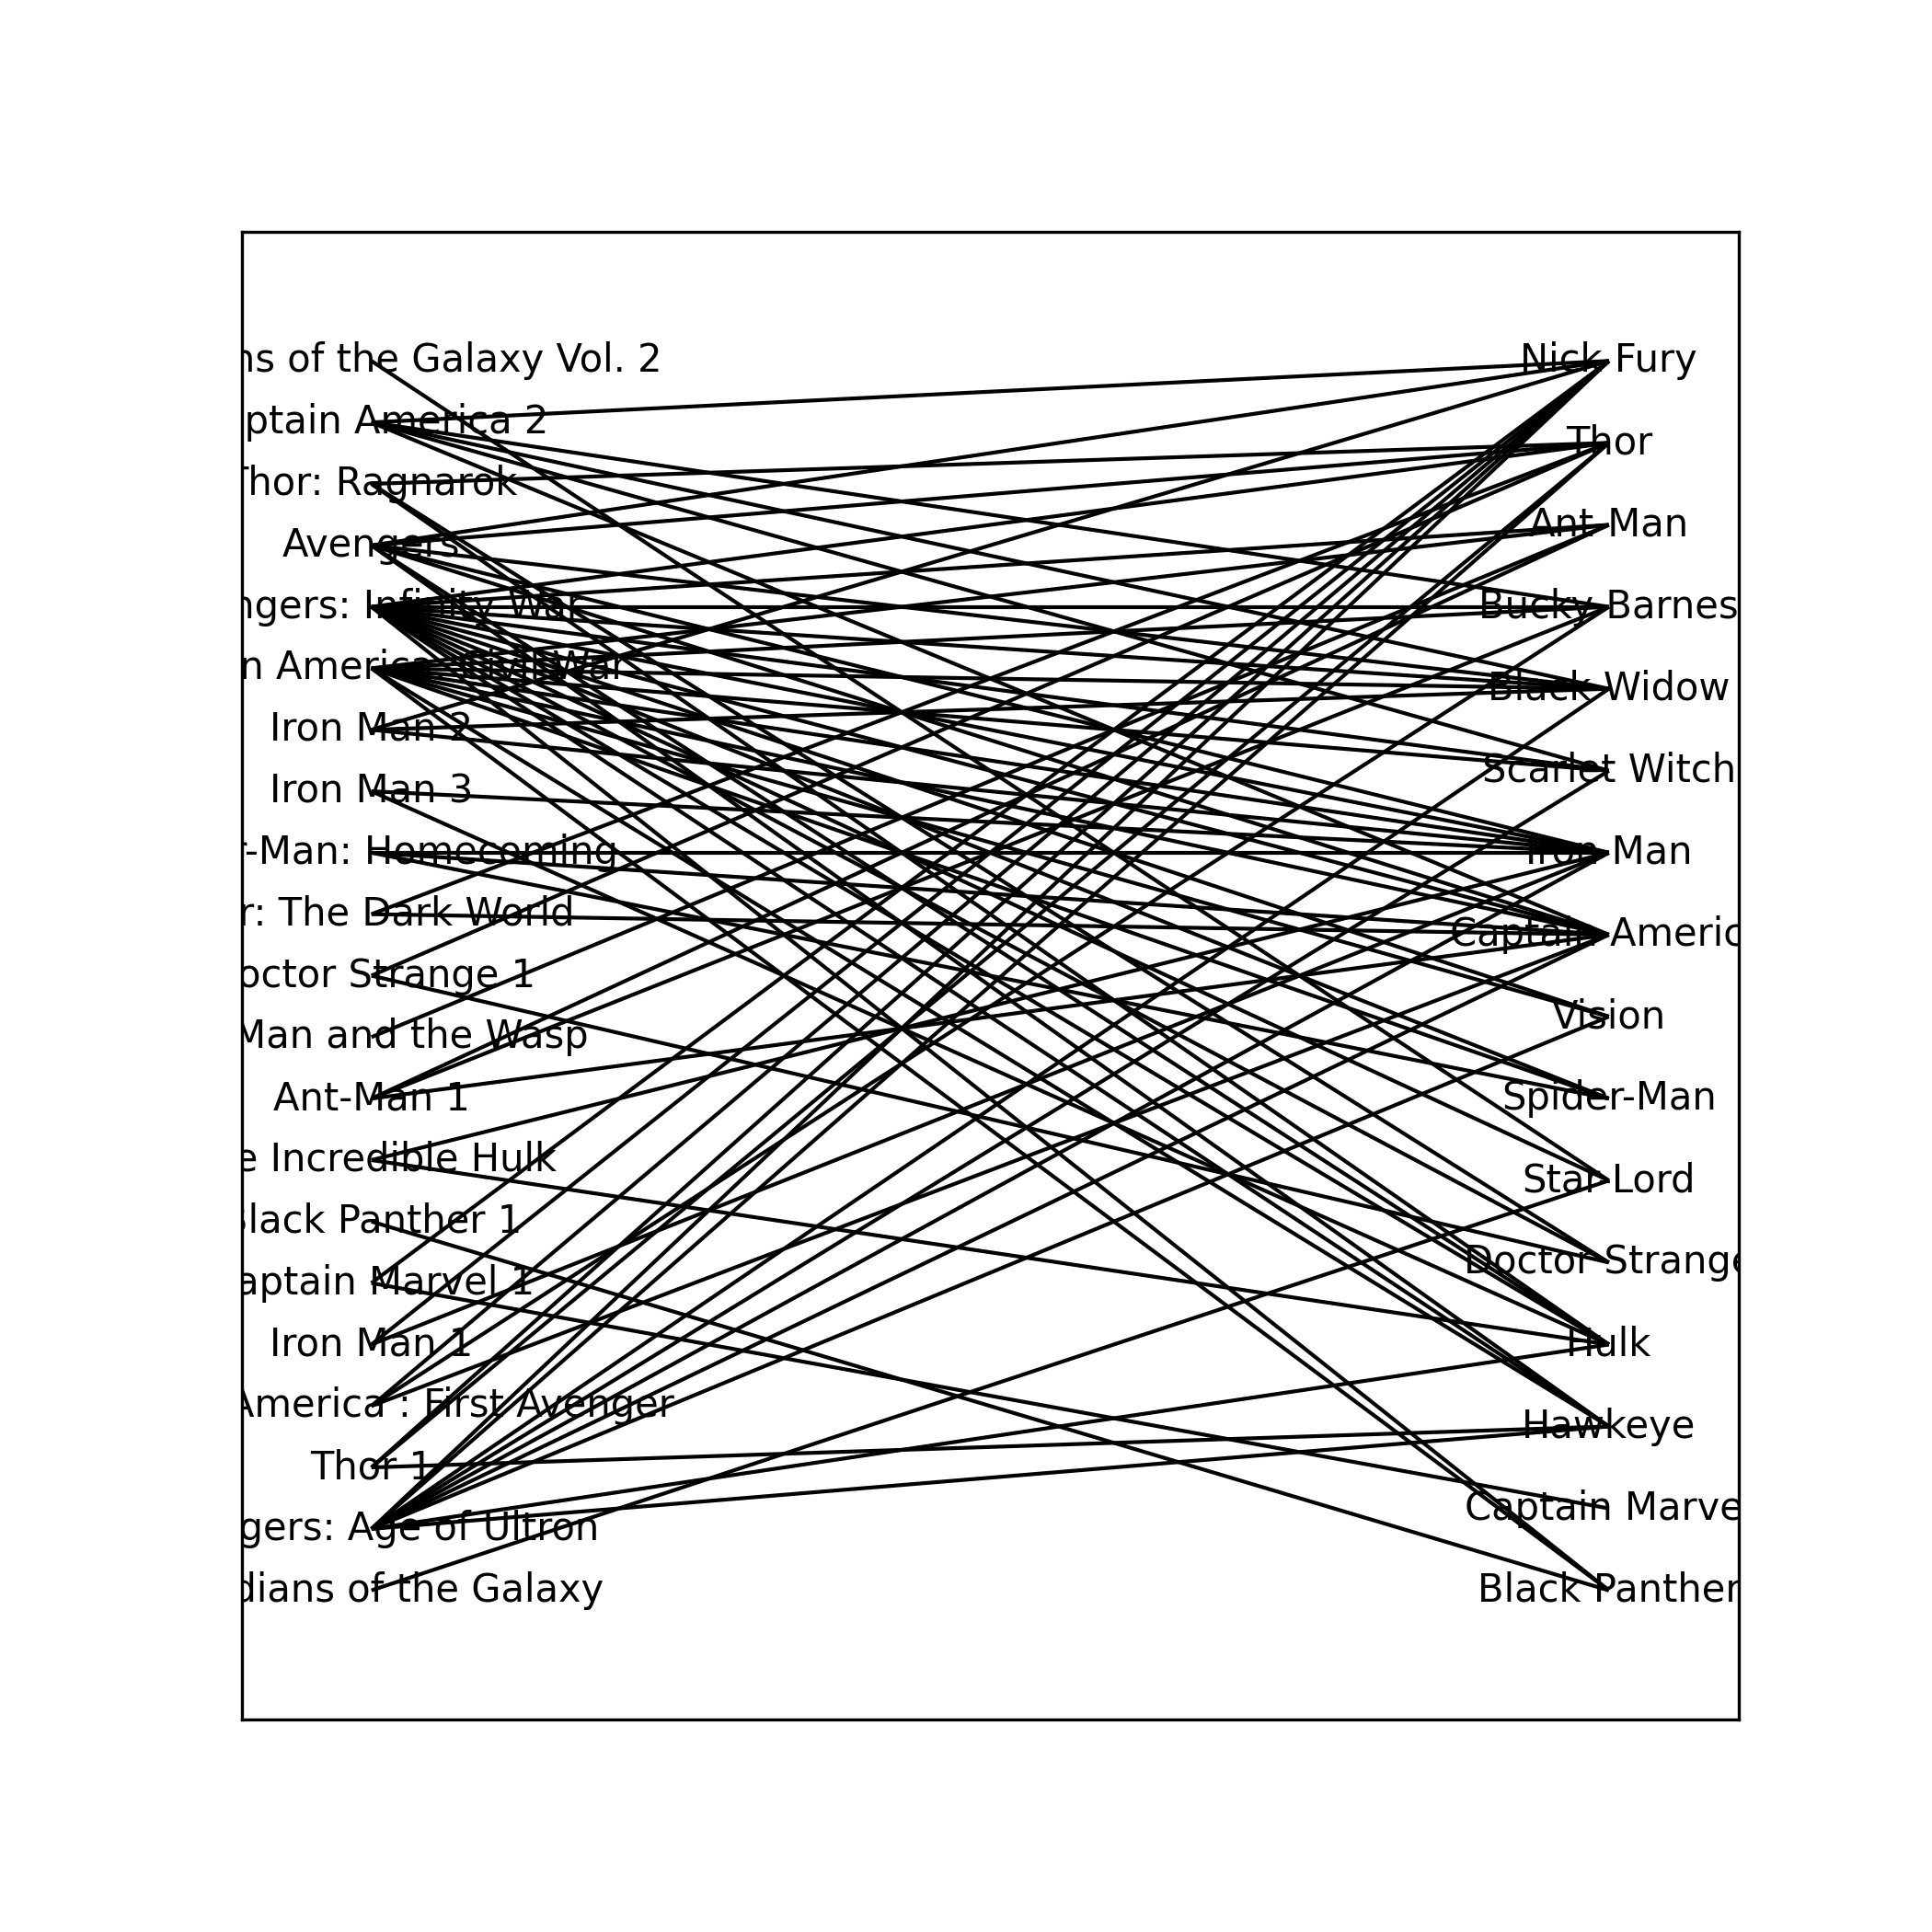 ns of the Galaxy Vol. 2
ptain America 2
Thor: Ragnarok
Avengers
ngers: Infinity War
n America: Civil War
Iron Man 2
Iron Man 3
r-Man: Homecoming
r: The Dark World
octor Strange 1
Man and the Wasp
Ant-Man 1
e Incredible Hulk
Black Panther 1
aptain Marvel 1
Iron Man 1
America : First Avenger
Thor 1
gers: Age of Ultron
dians of the Galaxy
Nick Fury
Thor
Ant Man
Bucky Barnes
Black Widow
Scarlet Witch
Iron Man
Captain Americ
Vision
Spider-Man
Star Lord
Doctor Strange
Hulk
Hawkeye
Captain Marve
Black Panther